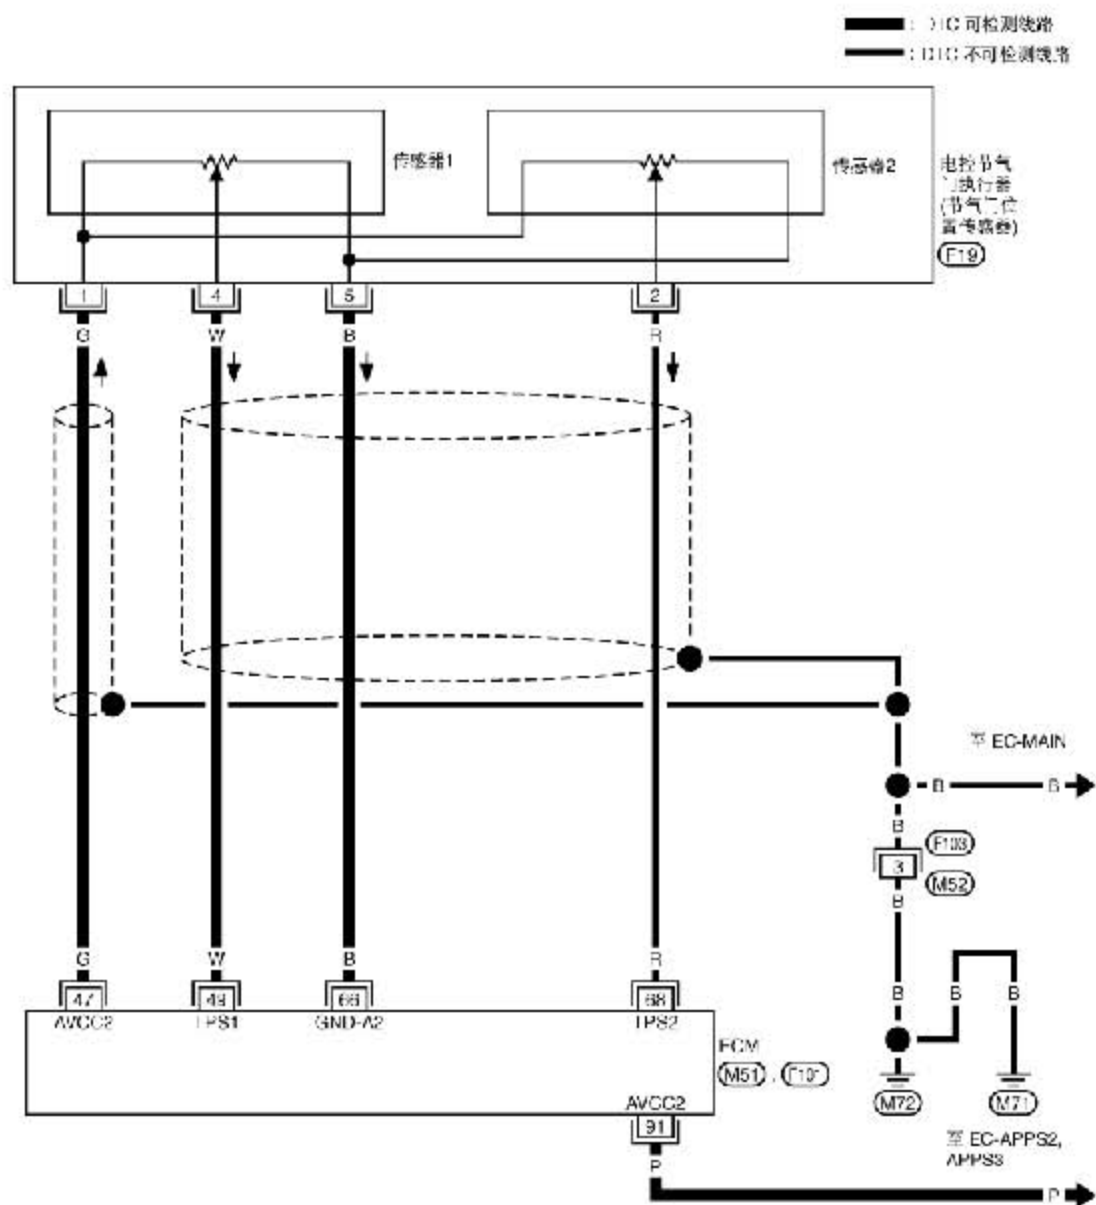 : DTC 可检测线路
: DTC 不可检测线路
传感器1
传感器2
电控节气
门执行器
(节气门位
置传感器)
F19
1
4
5
2
G
W
B
R
至 EC-MAIN
B
B
B
F103
3
M52
B
G
W
B
R
B
B
B
47
49
66
68
AVCC2
TPS1
GND-A2
TPS2
ECM
M51 , F101
M72
M71
AVCC2
91
至 EC-APPS2,
APPS3
P
P